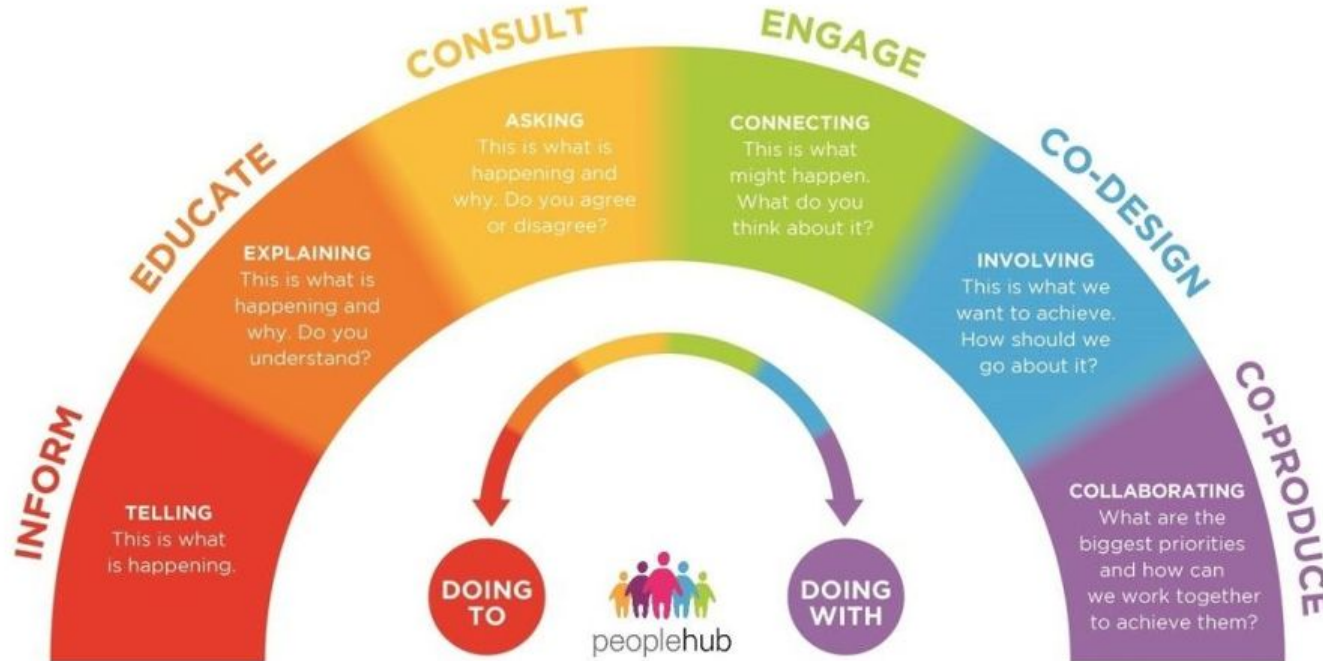 INFORM
TELLING
This is what
is happening.
EDUCATE
EXPLAINING
This is what is
happening and
why. Do you
understand?
CONSULT
ASKING
This is what is
happening and
why. Do you agree
or disagree?
ENGAGE
CONNECTING
This is what
might happen.
What do you
think about it?
CO-DESIGN
INVOLVING
This is what we
want to achieve.
How should we
go about it?
CO-PRODUCE
COLLABORATING
What are the
biggest priorities
and how can
we work together
to achieve them?
DOING
TO
peoplehub
DOING
WITH